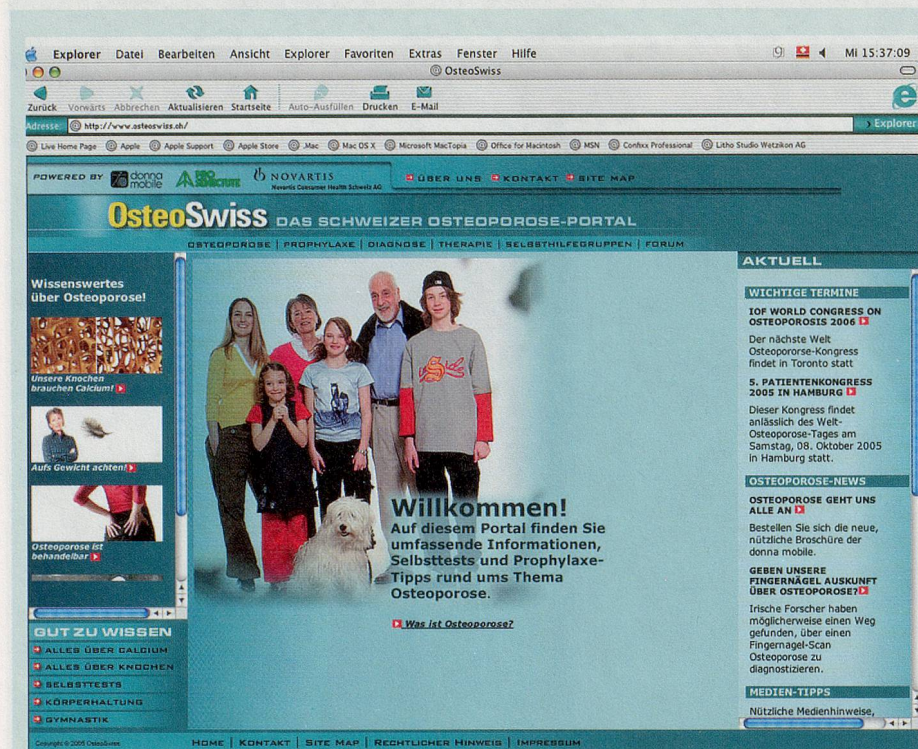 Explorer Datei Bearbeiten Ansicht Explorer Favoriten Extras Fenster Hilfe
Mi 15:37:09
OsteoSwiss
Zurück Vorwärts Abbrechen Aktualisieren Startseite Auto-Ausfüllen Drucken E-Mail
Adresse: http://www.osteoswiss.ch/
Explorer
Live Home Page Apple Apple Support Apple Store .Mac Mac OS X Microsoft MacTopia Office for Macintosh MSN Confixx Professional Litho Studio Wetzikon AG
POWERED BY donna mobile PRO SENECTUTE NOVARTIS
Novartis Consumer Health Schweiz AG
ÜBER UNS KONTAKT SITE MAP
OsteoSwiss DAS SCHWEIZER OSTEOPOROSE-PORTAL
OSTEOPOROSE | PROPHYLAXE | DIAGNOSE | THERAPIE | SELBSTHILFEGRUPPEN | FORUM
Wissenswertes
über Osteoporose!
Unsere Knochen
brauchen Calcium!
Aufs Gewicht achten!
Osteoporose ist
behandelbar
GUT ZU WISSEN
ALLES ÜBER CALCIUM
ALLES ÜBER KNOCHEN
SELBSTTESTS
KÖRPERHALTUNG
GYMNASTIK
Willkommen!
Auf diesem Portal finden Sie
umfassende Informationen,
Selbsttests und Prophylaxe-
Tipps rund ums Thema
Osteoporose.
Was ist Osteoporose?
AKTUELL
WICHTIGE TERMINE
IOF WORLD CONGRESS ON
OSTEOPOROSIS 2006
Der nächste Welt
Osteopororse-Kongress
findet in Toronto statt
5. PATIENTENKONGRESS
2005 IN HAMBURG
Dieser Kongress findet
anlässlich des Welt-
Osteoporose-Tages am
Samstag, 08. Oktober 2005
in Hamburg statt.
OSTEOPOROSE-NEWS
OSTEOPOROSE GEHT UNS
ALLE AN
Bestellen Sie sich die neue,
nützliche Broschüre der
donna mobile.
GEBEN UNSERE
FINGERNÄGEL AUSKUNFT
ÜBER OSTEOPOROSE?
Irische Forscher haben
möglicherweise einen Weg
gefunden, über einen
Fingernagel-Scan
Osteoporose zu
diagnostizieren.
MEDIEN-TIPPS
Nützliche Medienhinweise,
Copyright © 2005 OsteoSwiss
HOME | KONTAKT | SITE MAP | RECHTLICHER HINWEIS | IMPRESSUM